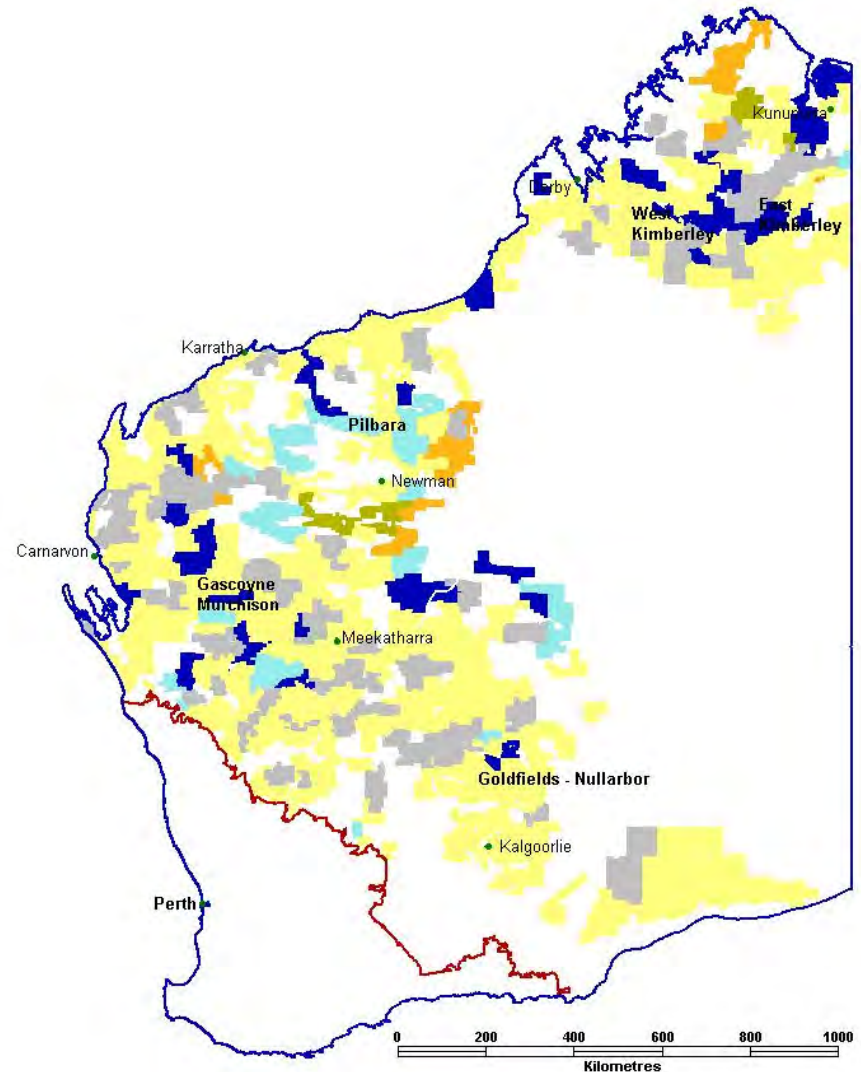 Kununurra
Derby
West
Kimberley
East
Kimberley
Karratha
Pilbara
Newman
Carnarvon
Gascoyne
Murchison
Meekatharra
Goldfields - Nullarbor
Kalgoorlie
Perth
0 200 400 600 800 1000
Kilometres